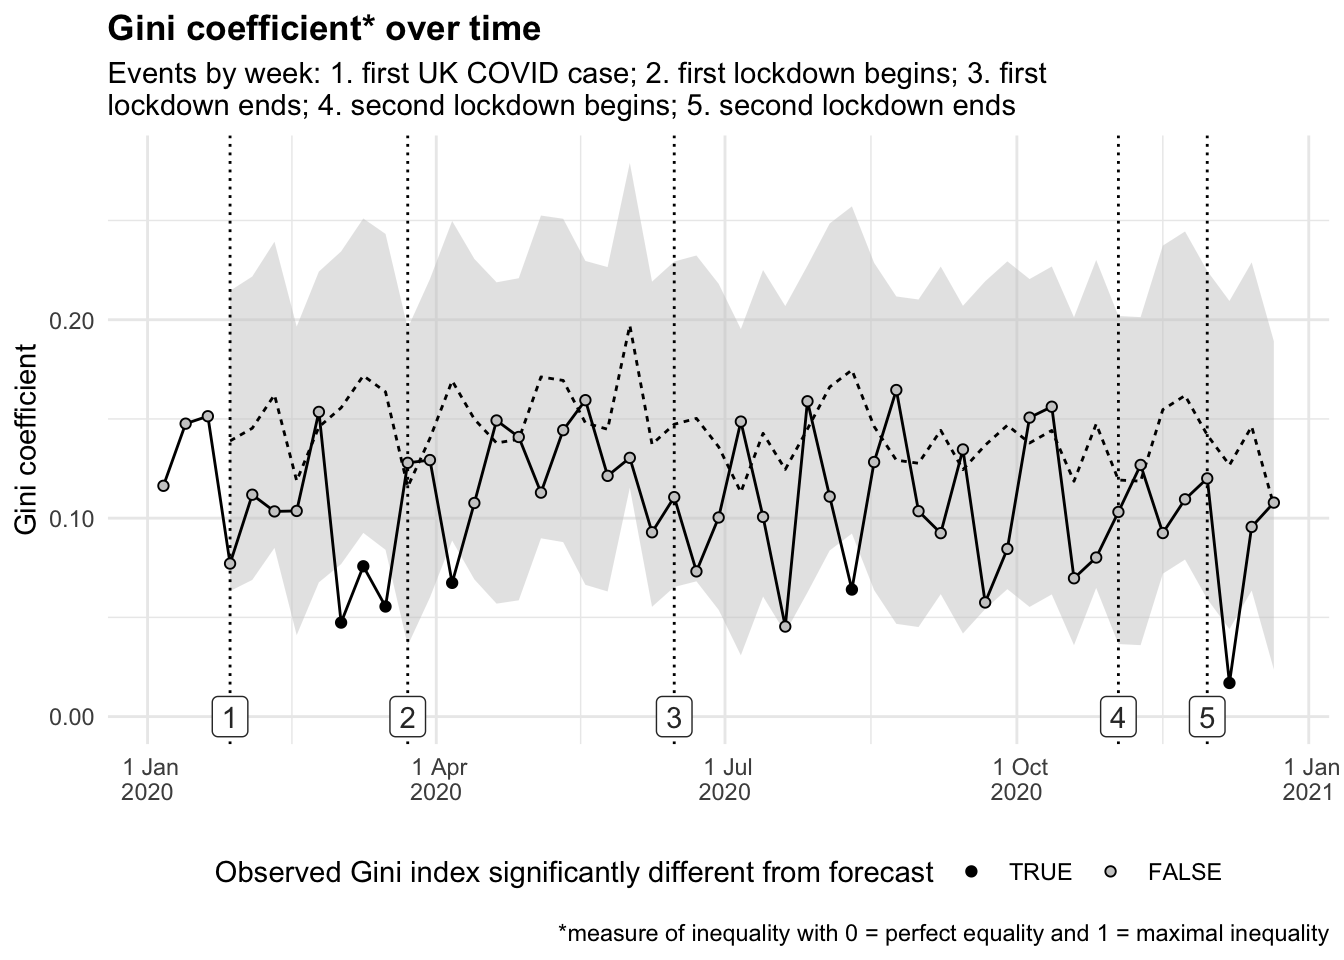 Gini coefficient* over time
Events by week: 1. first UK COVID case; 2. first lockdown begins; 3. first
lockdown ends; 4. second lockdown begins; 5. second lockdown ends
Gini coefficient
0.20
0.10
0.00
1
2
3
4
5
1 Jan
2020
1 Apr
2020
1 Jul
2020
1 Oct
2020
1 Jan
2021
Observed Gini index significantly different from forecast
TRUE
FALSE
*measure of inequality with 0 = perfect equality and 1 = maximal inequality